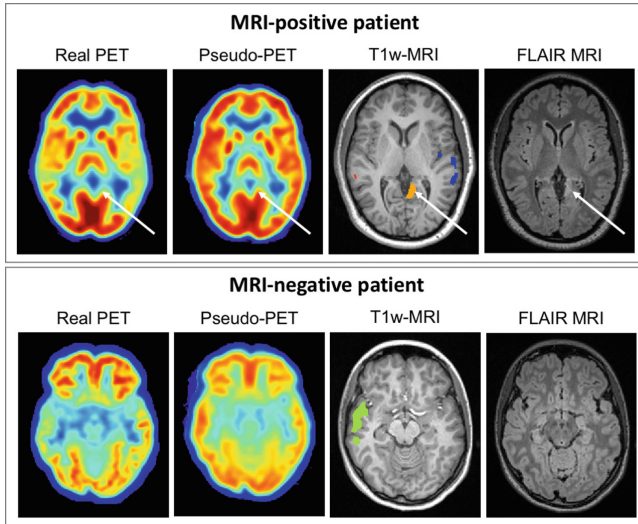 MRI-positive patient
Real PET Pseudo-PET T1w-MRI FLAIR MRI
MRI-negative patient
Real PET Pseudo-PET T1w-MRI FLAIR MRI